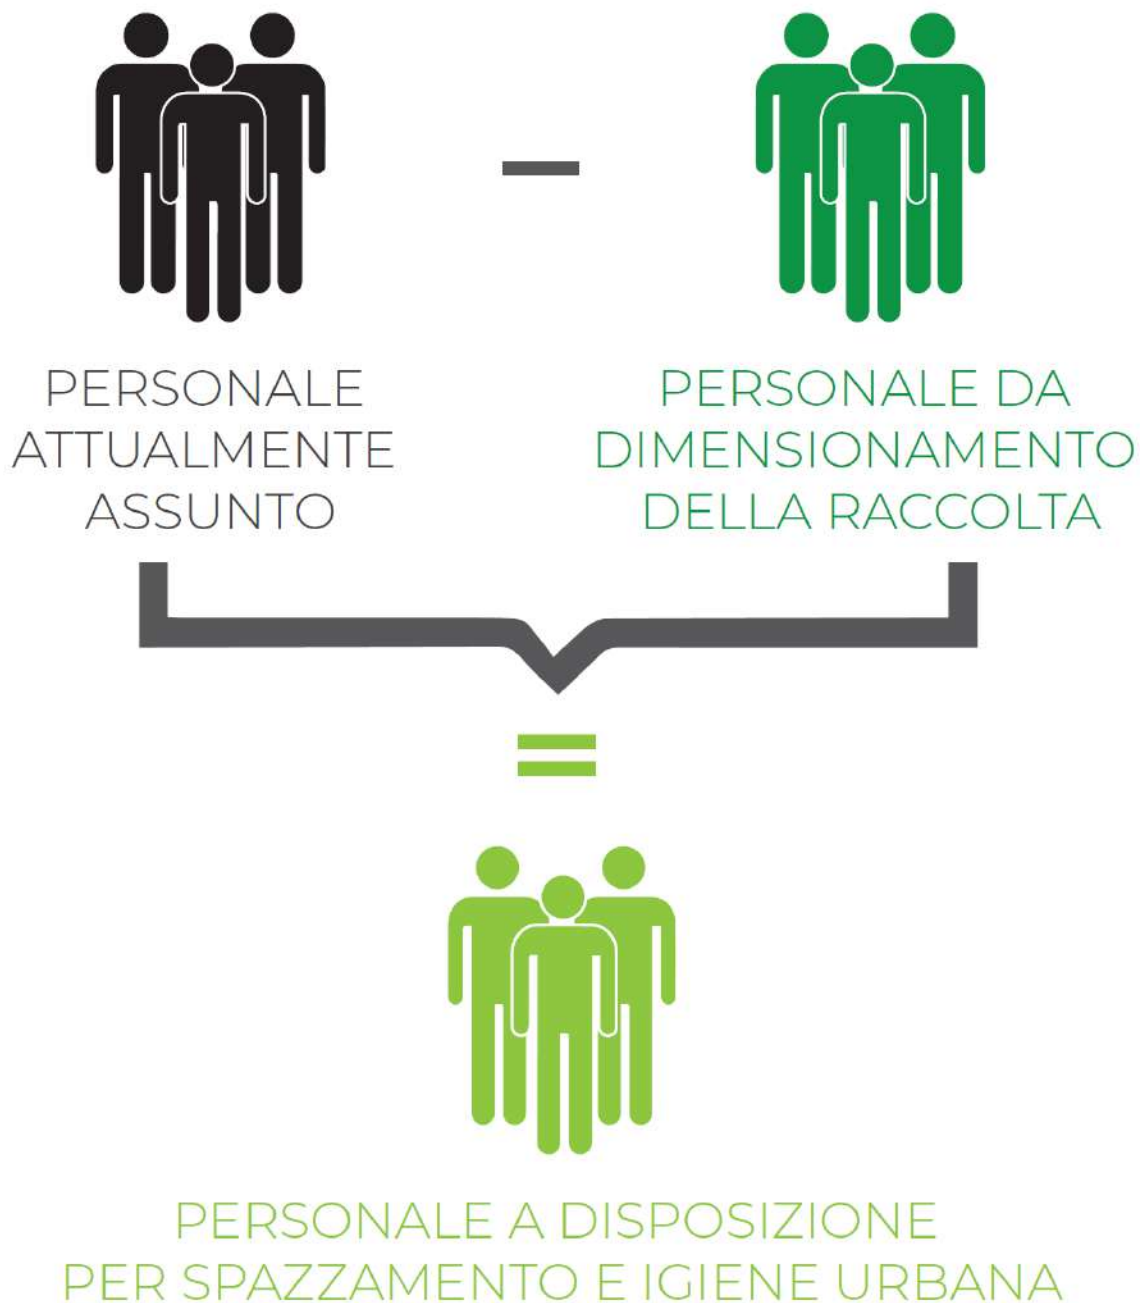 PERSONALE
ATTUALMENTE
ASSUNTO
–
PERSONALE DA
DIMENSIONAMENTO
DELLA RACCOLTA
=
PERSONALE A DISPOSIZIONE
PER SPAZZAMENTO E IGIENE URBANA